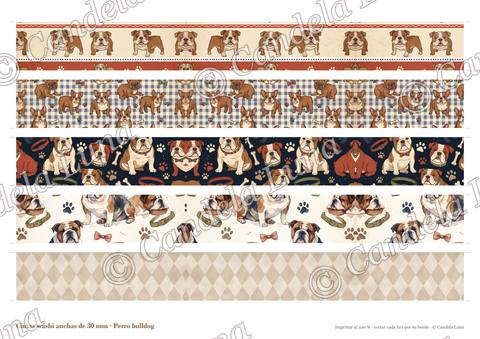 © Candela Luna
Cintas washi anchas de 30 mm · Perro bulldog
Imprimir al 100 % · cortar cada tira por su borde · © Candela Luna